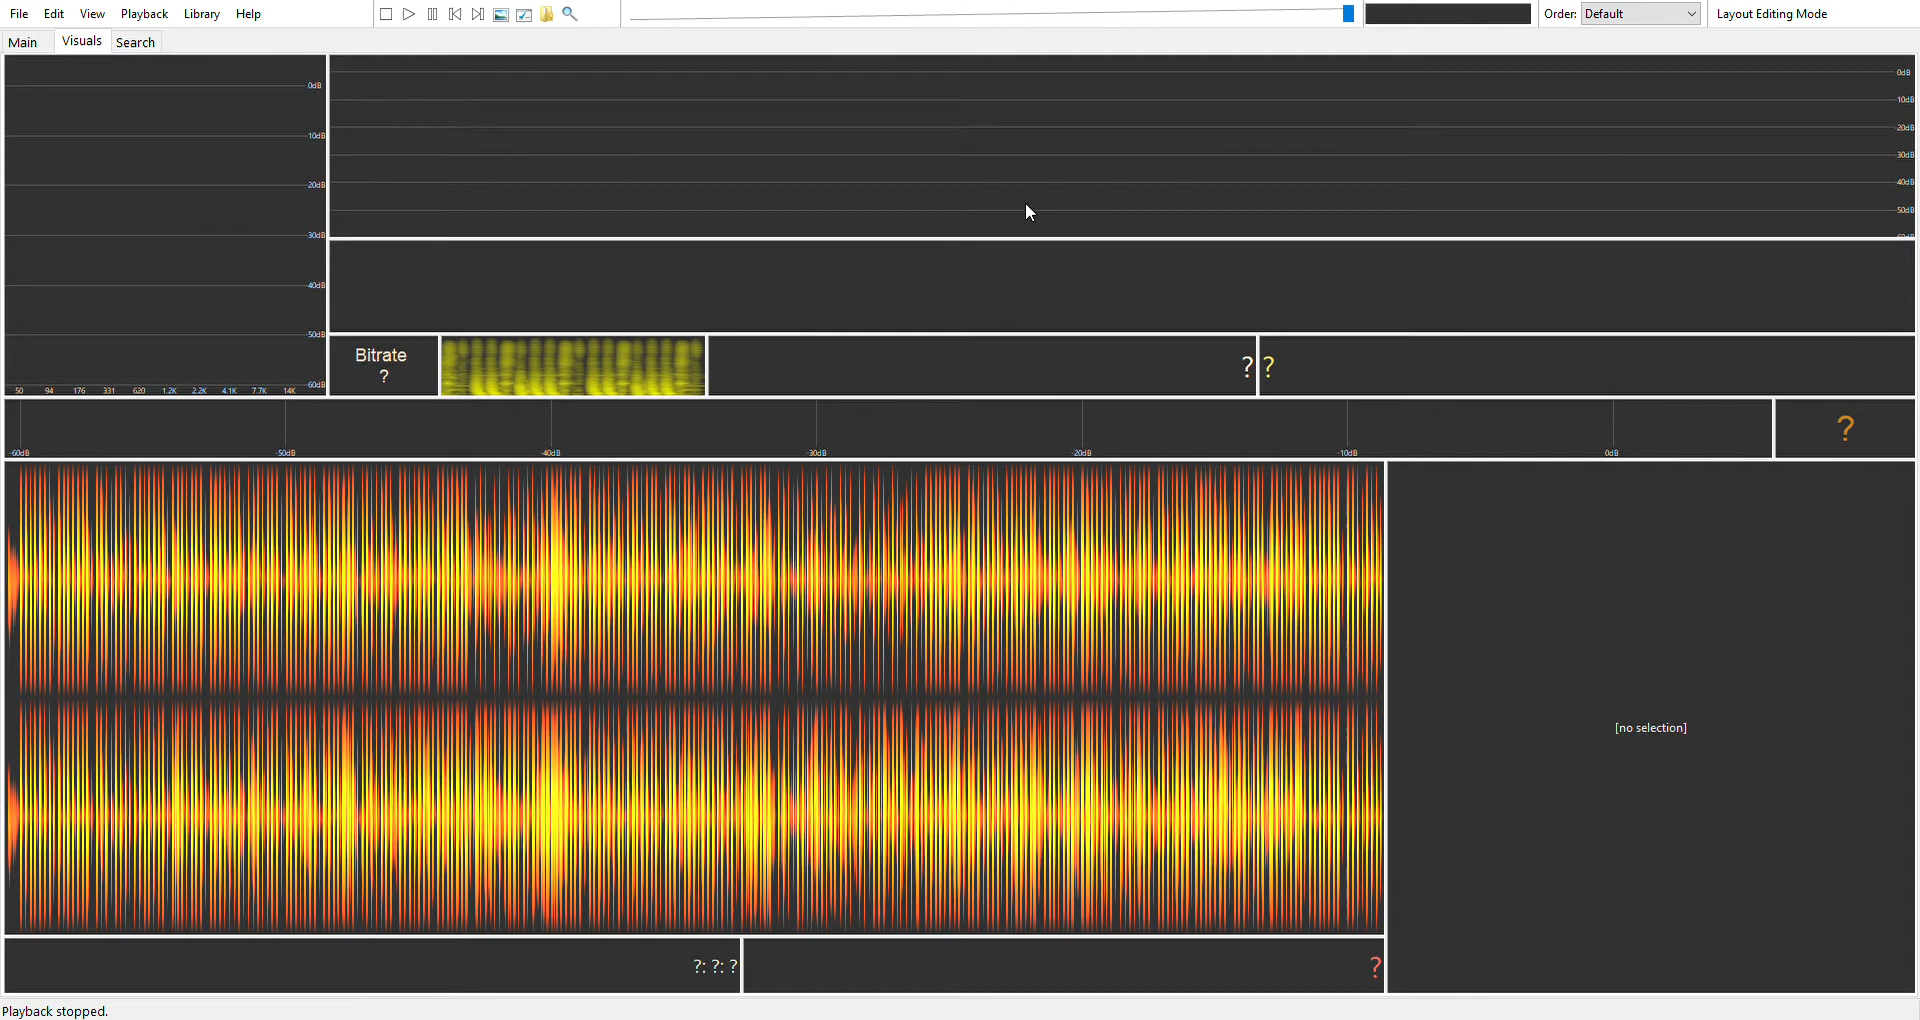 File Edit View Playback Library Help
Order: Default
Layout Editing Mode
Main Visuals Search
0dB
-10dB
-20dB
-30dB
-40dB
-50dB
-60dB
50 94 176 331 620 1.2K 2.2K 4.1K 7.7K 14K
0dB
-10dB
-20dB
-30dB
-40dB
-50dB
Bitrate
?
?
?
-60dB -50dB -40dB -30dB -20dB -10dB 0dB
?
[no selection]
?: ?: ?
?
Playback stopped.